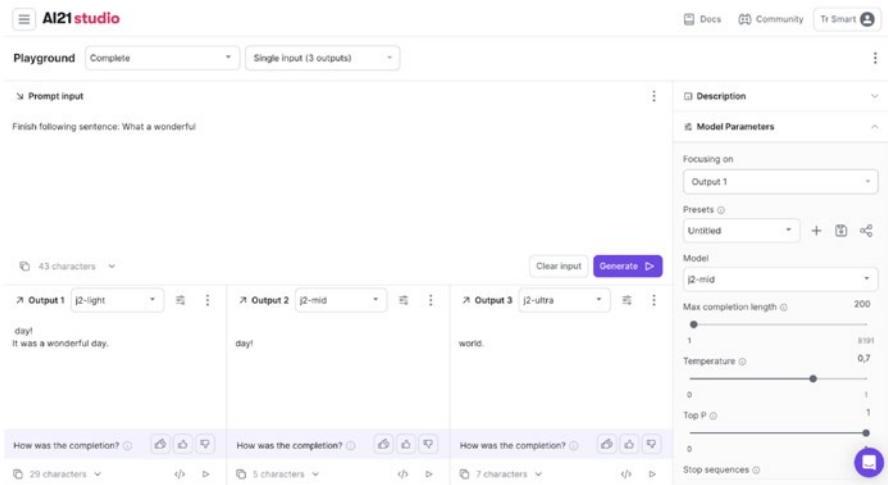 AI21 studio
Docs
Community
Tr Smart
Playground
Complete
Single input (3 outputs)
Prompt input
Finish following sentence: What a wonderful
43 characters
Clear input
Generate
Output 1
j2-light
day!
It was a wonderful day.
How was the completion?
29 characters
Output 2
j2-mid
day!
How was the completion?
5 characters
</>
Output 3
j2-ultra
world.
How was the completion?
7 characters
</>
Description
Model Parameters
Focusing on
Output 1
Presets
Untitled
Model
j2-mid
Max completion length
200
1
8191
Temperature
0,7
0
1
Top P
1
0
Stop sequences